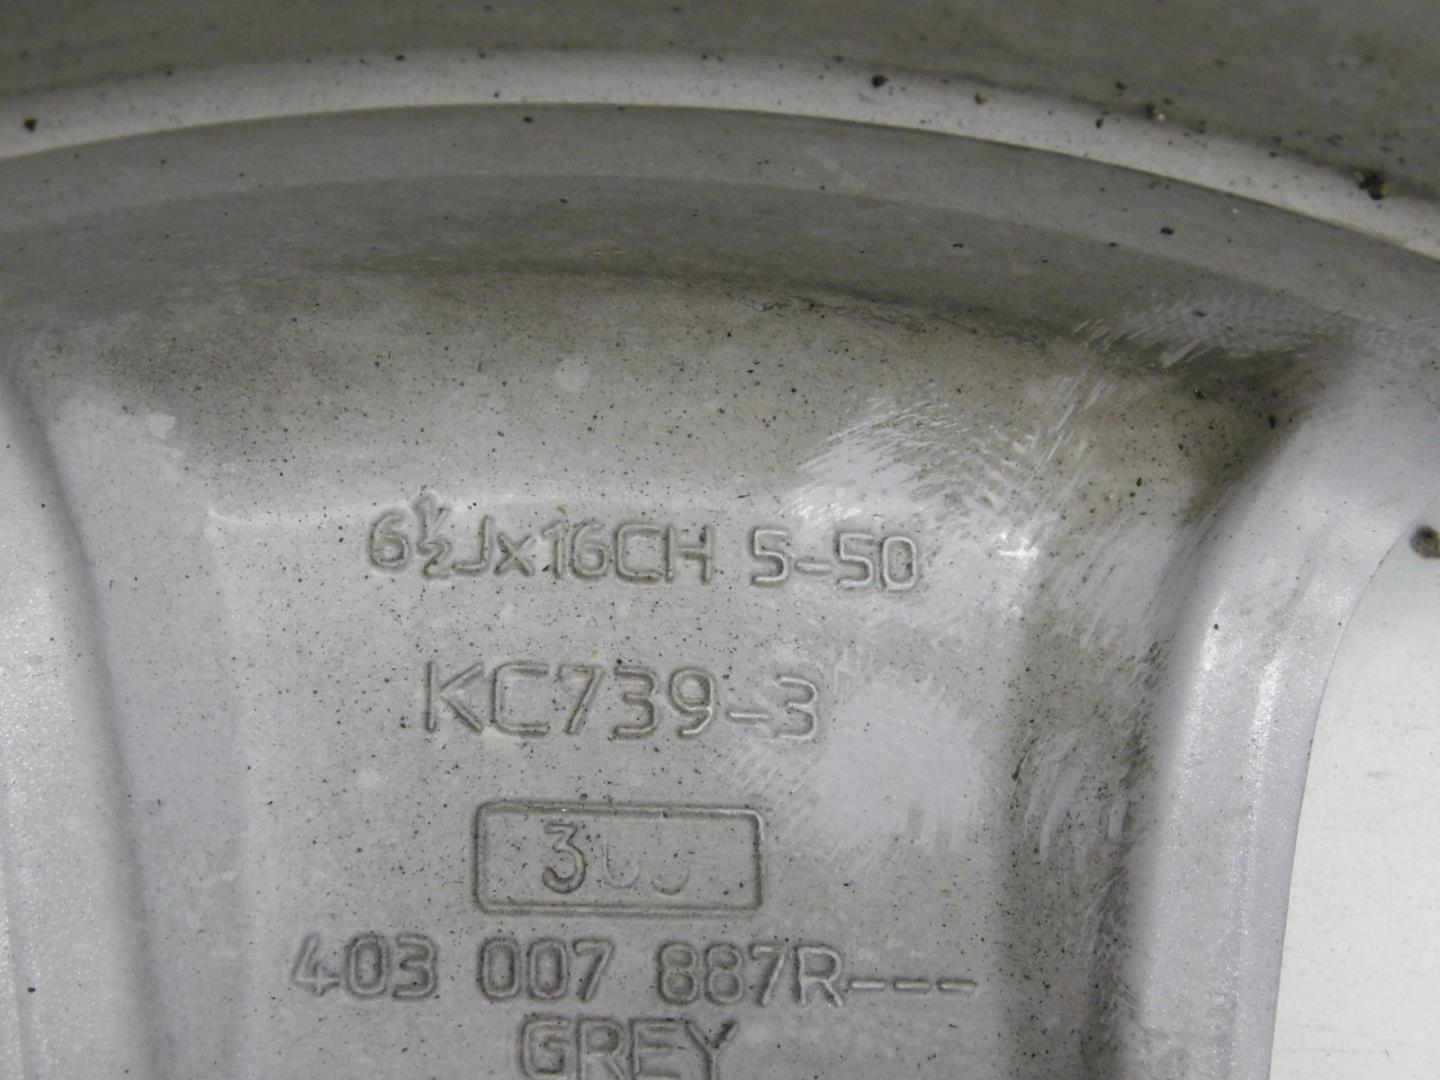 6½Jx16CH 5-50
KC739-3
403 007 887R---
GREY